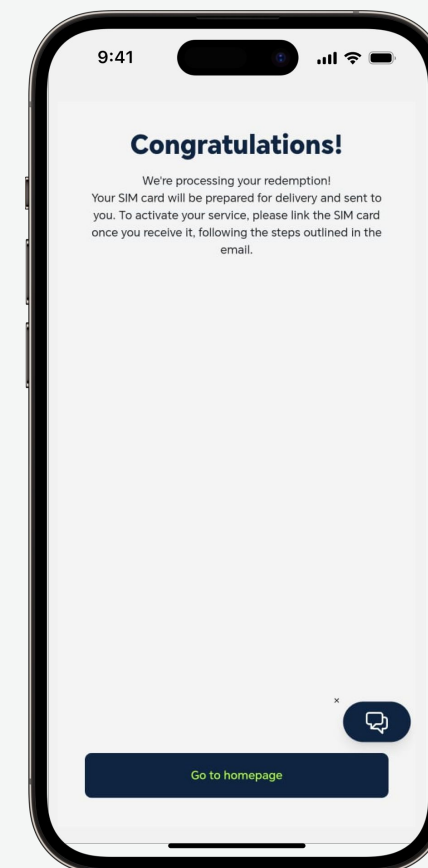 9:41
Congratulations!
We're processing your redemption!
Your SIM card will be prepared for delivery and sent to
you. To activate your service, please link the SIM card
once you receive it, following the steps outlined in the
email.
×
Go to homepage